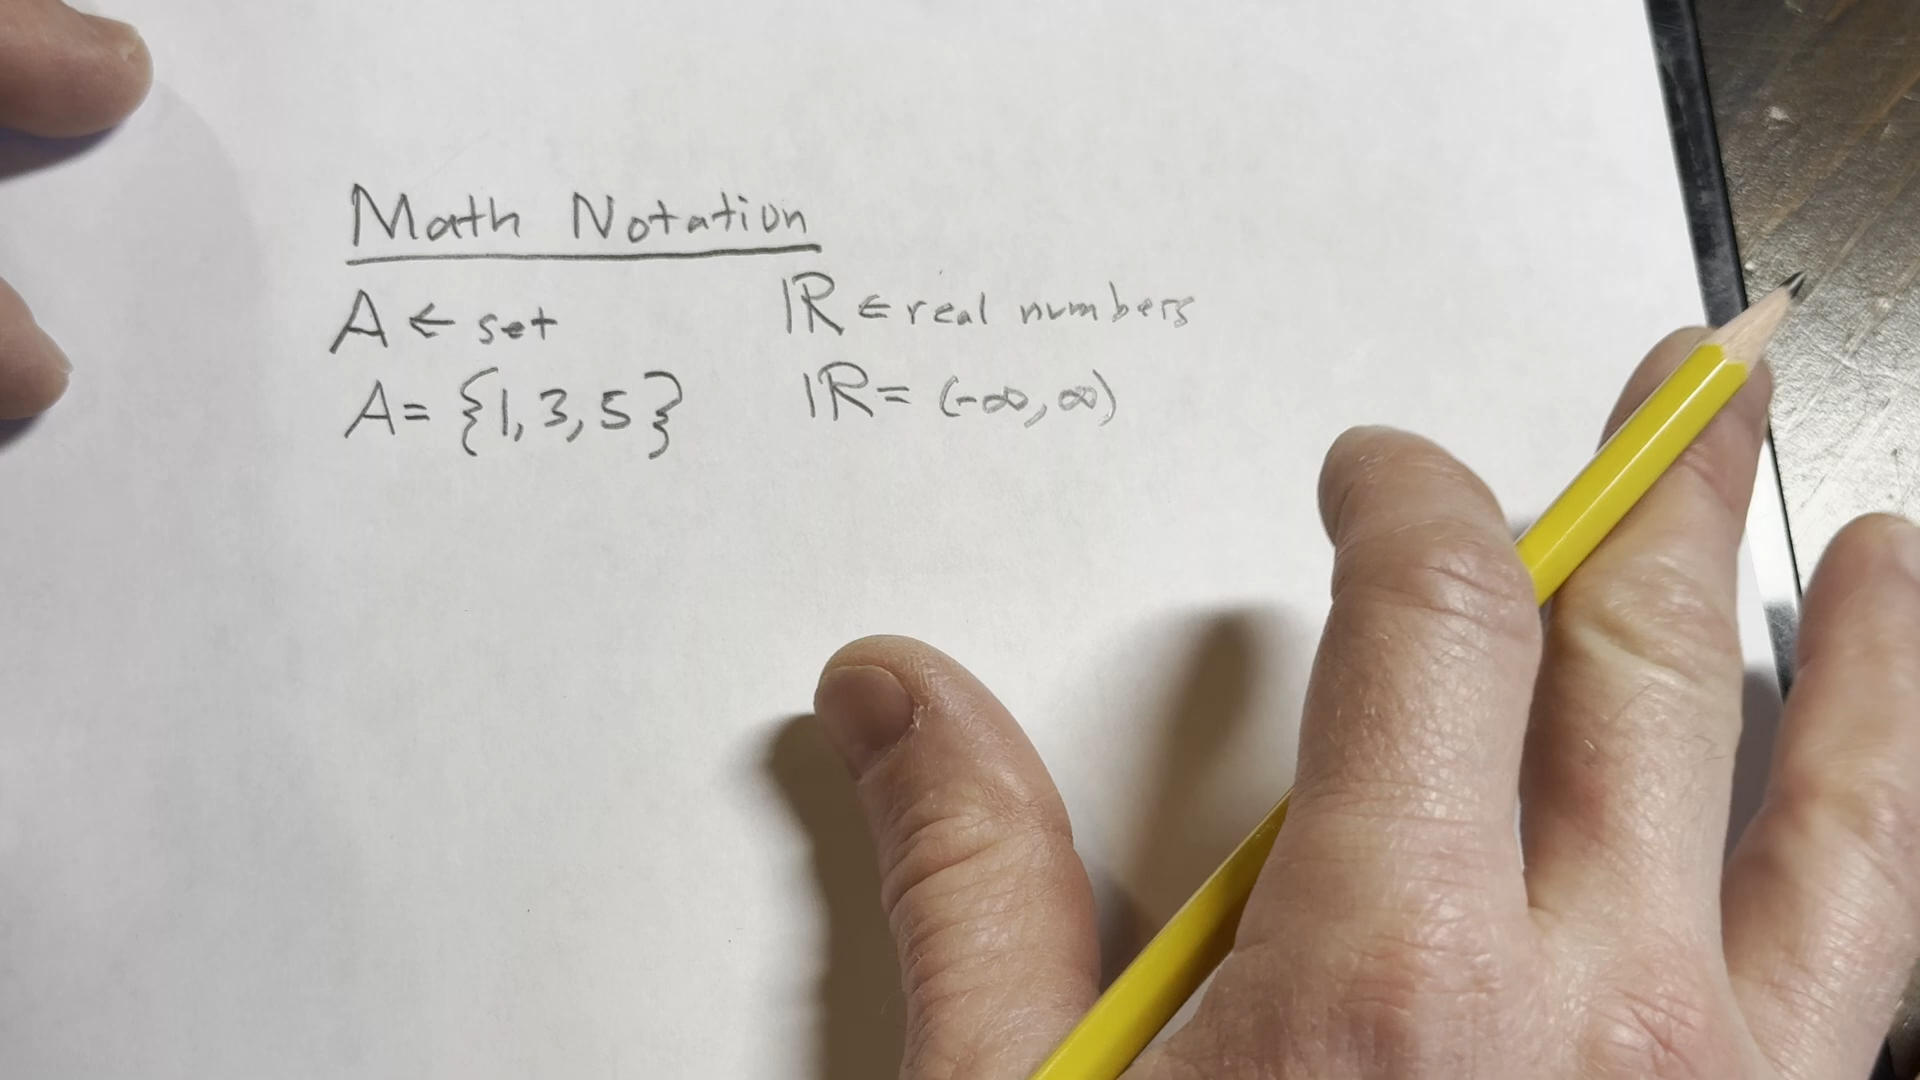 Math Notation
A ← set
A = {1, 3, 5}
ℝ ← real numbers
ℝ = (-∞, ∞)